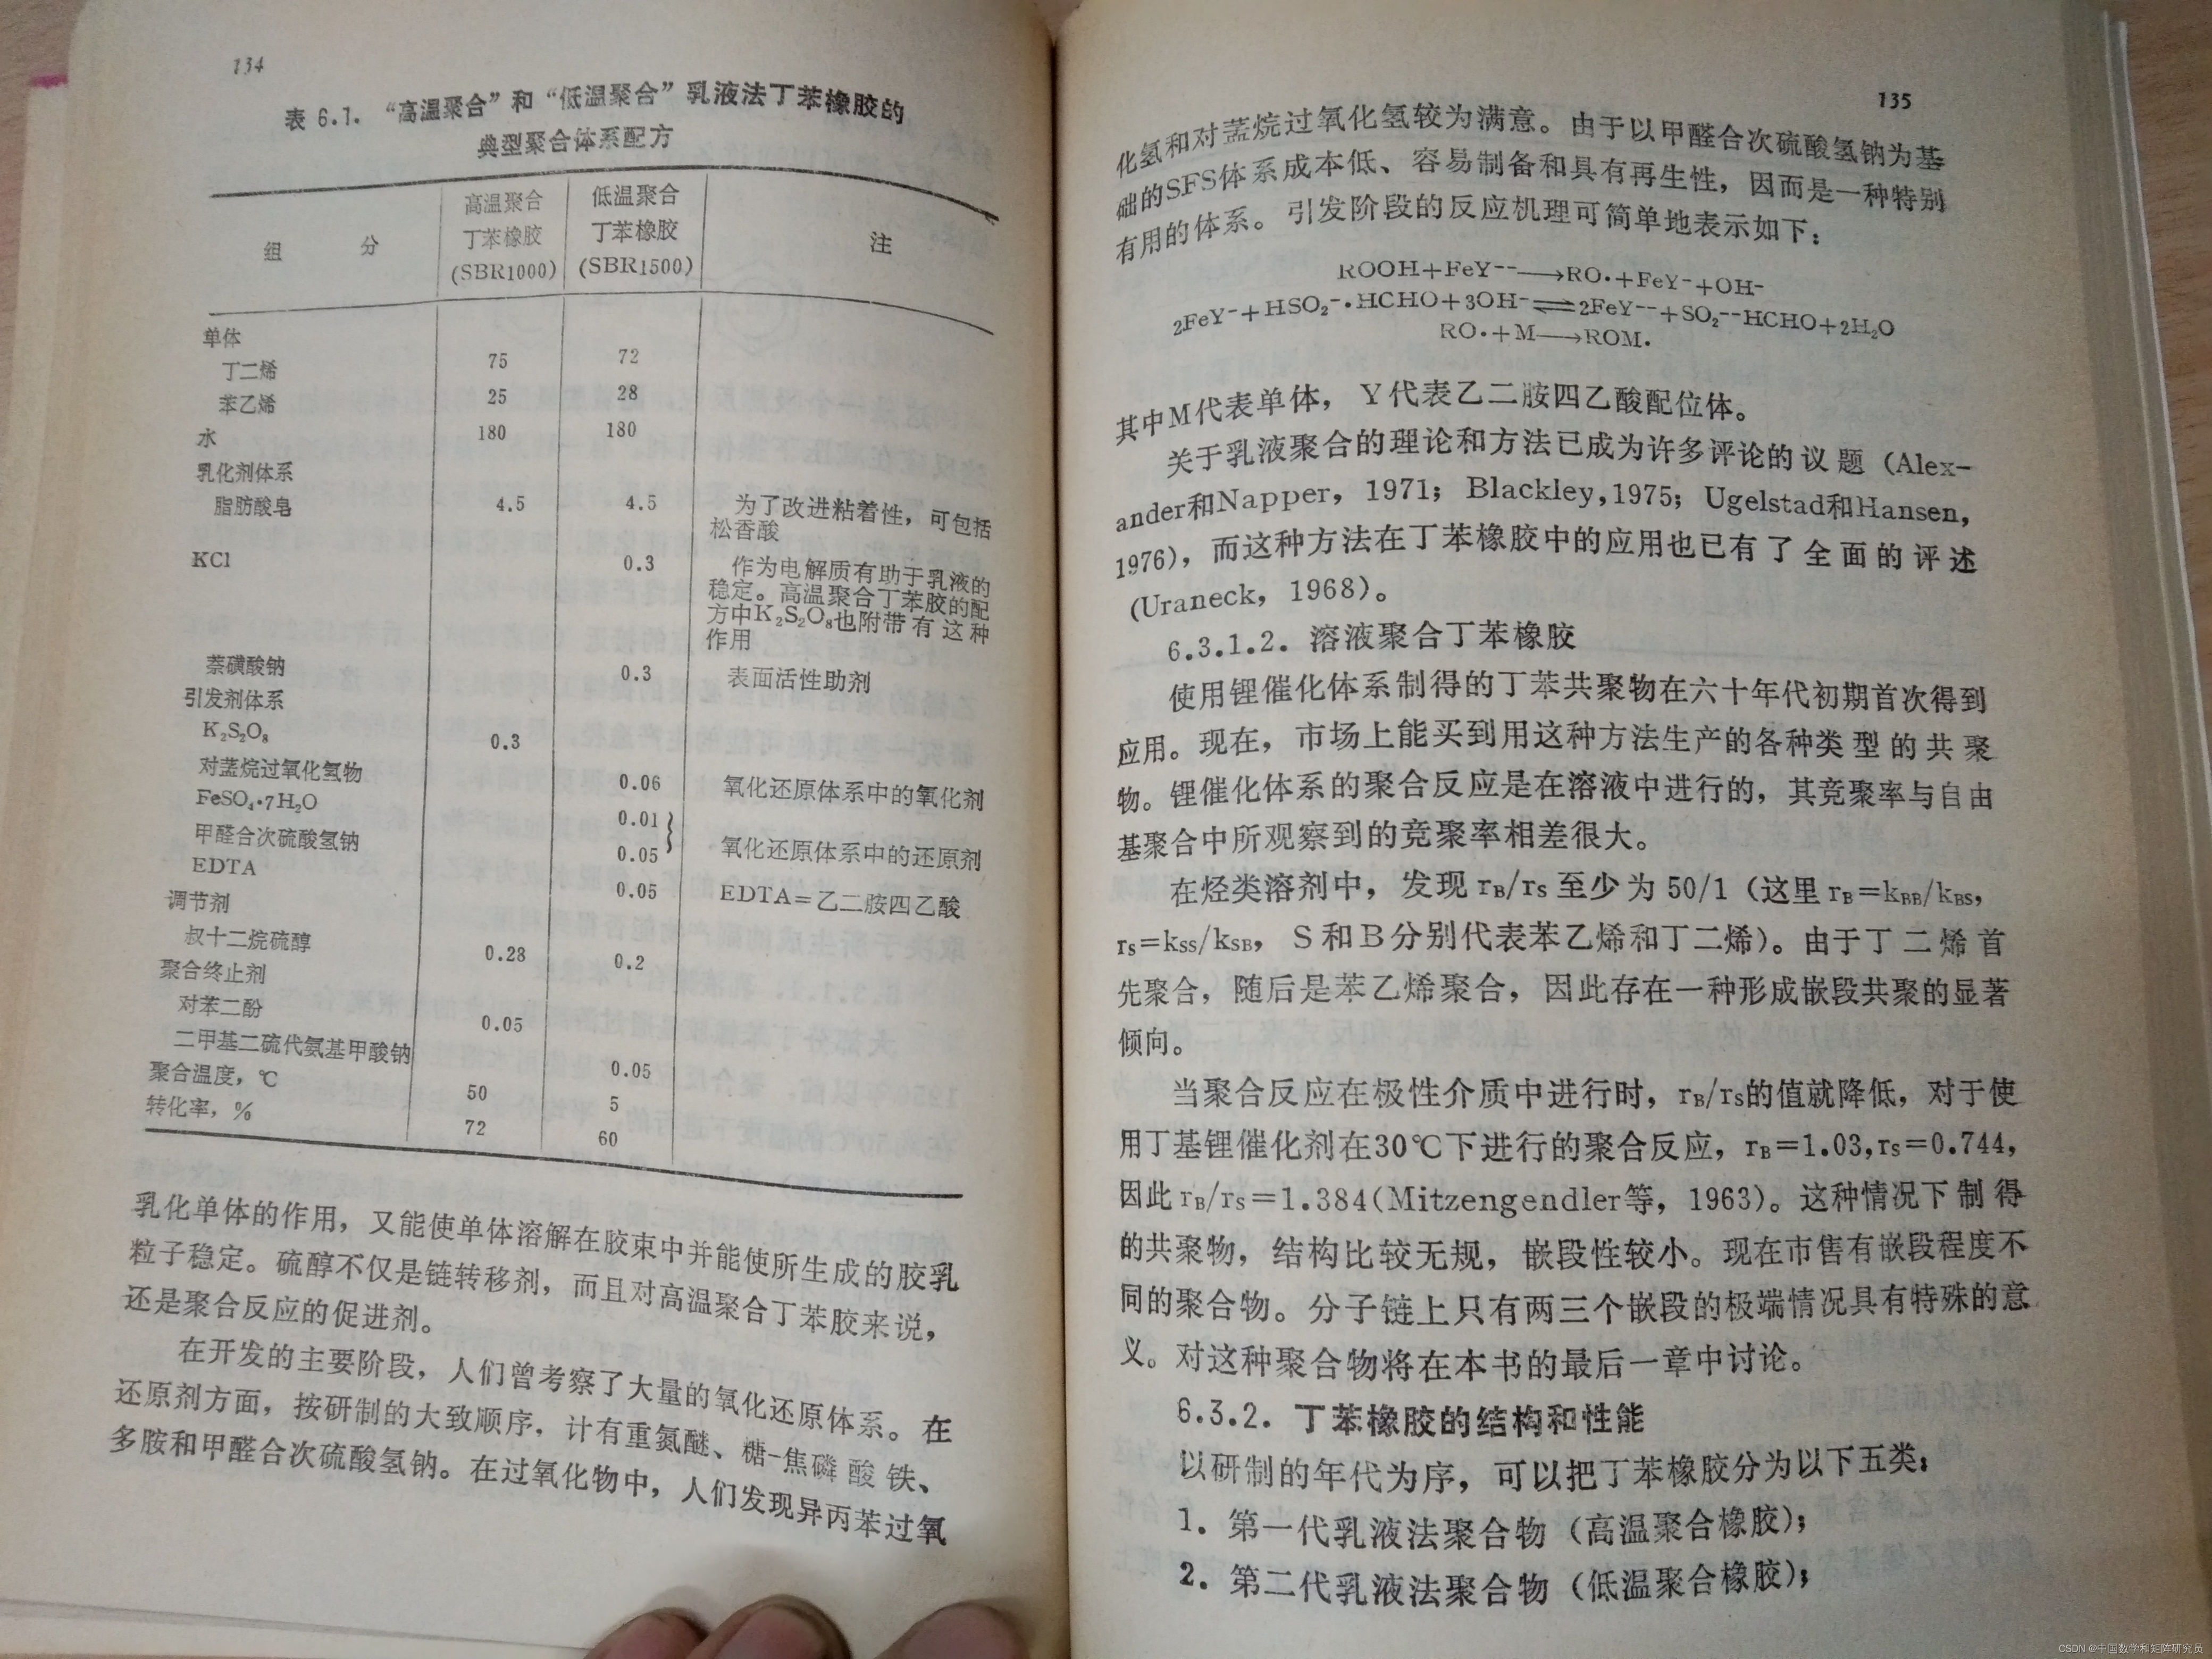 134
表 6.1. “高温聚合”和“低温聚合”乳液法丁苯橡胶的
典型聚合体系配方
组 分 高温聚合 丁苯橡胶 (SBR1000) 低温聚合 丁苯橡胶 (SBR1500) 注
单体
丁二烯 75 72
苯乙烯 25 28
水 180 180
乳化剂体系
脂肪酸皂 4.5 4.5 为了改进粘着性，可包括
松香酸
KCl 0.3 作为电解质有助于乳液的
稳定。高温聚合丁苯胶的配
方中K₂S₂O₈也附带有这种
作用
萘磺酸钠 0.3 表面活性助剂
引发剂体系
K₂S₂O₈ 0.3
对䓝烷过氧化氢物 0.06 氧化还原体系中的氧化剂
FeSO₄·7H₂O 0.01
甲醛合次硫酸氢钠 0.05 氧化还原体系中的还原剂
EDTA 0.05 EDTA＝乙二胺四乙酸
调节剂
叔十二烷硫醇 0.28 0.2
聚合终止剂
对苯二酚 0.05
二甲基二硫代氨基甲酸钠 0.05
聚合温度，℃ 50 5
转化率，% 72 60
乳化单体的作用，又能使单体溶解在胶束中并能使所生成的胶乳
粒子稳定。硫醇不仅是链转移剂，而且对高温聚合丁苯胶来说，
还是聚合反应的促进剂。
在开发的主要阶段，人们曾考察了大量的氧化还原体系。在
还原剂方面，按研制的大致顺序，计有重氮醚、糖-焦磷酸铁、
多胺和甲醛合次硫酸氢钠。在过氧化物中，人们发现异丙苯过氧
135
化氢和对䓝烷过氧化氢较为满意。由于以甲醛合次硫酸氢钠为基
础的SFS体系成本低、容易制备和具有再生性，因而是一种特别
有用的体系。引发阶段的反应机理可简单地表示如下：
ROOH+FeY⁻⁻⟶RO·+FeY⁻+OH⁻
2FeY⁻+HSO₂⁻·HCHO+3OH⁻⇌2FeY⁻⁻+SO₂⁻⁻HCHO+2H₂O
RO·+M⟶ROM·
其中M代表单体，Y代表乙二胺四乙酸配位体。
关于乳液聚合的理论和方法已成为许多评论的议题（Alex-
ander和Napper，1971；Blackley,1975；Ugelstad和Hansen，
1976），而这种方法在丁苯橡胶中的应用也已有了全面的评述
（Uraneck，1968）。
6.3.1.2. 溶液聚合丁苯橡胶
使用锂催化体系制得的丁苯共聚物在六十年代初期首次得到
应用。现在，市场上能买到用这种方法生产的各种类型的共聚
物。锂催化体系的聚合反应是在溶液中进行的，其竞聚率与自由
基聚合中所观察到的竞聚率相差很大。
在烃类溶剂中，发现 rB/rS 至少为 50/1（这里 rB＝kBB/kBS，
rS＝kSS/kSB，S和B分别代表苯乙烯和丁二烯）。由于丁二烯首
先聚合，随后是苯乙烯聚合，因此存在一种形成嵌段共聚的显著
倾向。
当聚合反应在极性介质中进行时，rB/rS的值就降低，对于使
用丁基锂催化剂在30℃下进行的聚合反应，rB＝1.03,rS＝0.744，
因此 rB/rS＝1.384(Mitzengendler等，1963)。这种情况下制得
的共聚物，结构比较无规，嵌段性较小。现在市售有嵌段程度不
同的聚合物。分子链上只有两三个嵌段的极端情况具有特殊的意
义。对这种聚合物将在本书的最后一章中讨论。
6.3.2. 丁苯橡胶的结构和性能
以研制的年代为序，可以把丁苯橡胶分为以下五类：
1. 第一代乳液法聚合物（高温聚合橡胶）；
2. 第二代乳液法聚合物（低温聚合橡胶）；
CSDN @中国数学和矩阵研究员